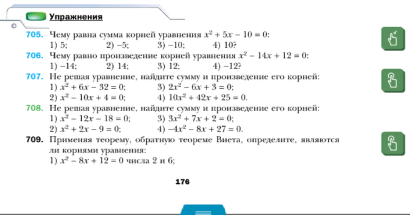 Упражнения
705. Чему равна сумма корней уравнения x² + 5x – 10 = 0:
1) 5; 2) –5; 3) –10; 4) 10?
706. Чему равно произведение корней уравнения x² – 14x + 12 = 0:
1) –14; 2) 14; 3) 12; 4) –12?
707. Не решая уравнение, найдите сумму и произведение его корней:
1) x² + 6x – 32 = 0; 3) 2x² – 6x + 3 = 0;
2) x² – 10x + 4 = 0; 4) 10x² + 42x + 25 = 0.
708. Не решая уравнение, найдите сумму и произведение его корней:
1) x² – 12x – 18 = 0; 3) 3x² + 7x + 2 = 0;
2) x² + 2x – 9 = 0; 4) –4x² – 8x + 27 = 0.
709. Применяя теорему, обратную теореме Виета, определите, являются
ли корнями уравнения:
1) x² – 8x + 12 = 0 числа 2 и 6;
176